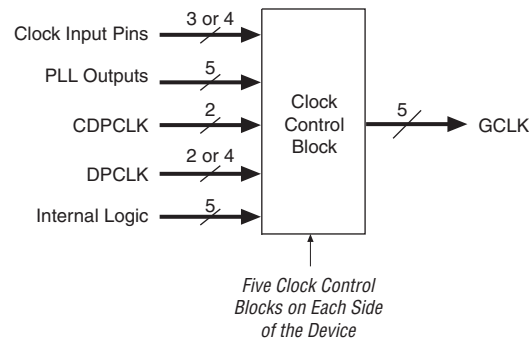 3 or 4
Clock Input Pins
5
PLL Outputs
2
CDPCLK
2 or 4
DPCLK
5
Internal Logic
Clock
Control
Block
5
GCLK
Five Clock Control
Blocks on Each Side
of the Device